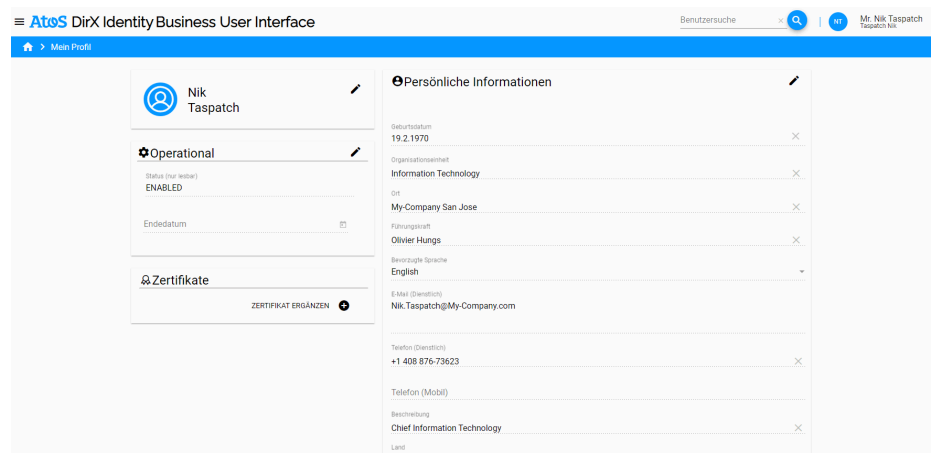 Atos DirX Identity Business User Interface
Benutzersuche
NT
Mr. Nik Taspatch
Taspatch Nik
Mein Profil
Nik
Taspatch
Operational
Status (nur lesbar)
ENABLED
Endedatum
Zertifikate
ZERTIFIKAT ERGÄNZEN
Persönliche Informationen
Geburtsdatum
19.2.1970
Organisationseinheit
Information Technology
Ort
My-Company San Jose
Führungskraft
Olivier Hungs
Bevorzugte Sprache
English
E-Mail (Dienstlich)
Nik.Taspatch@My-Company.com
Telefon (Dienstlich)
+1 408 876-73623
Telefon (Mobil)
Beschreibung
Chief Information Technology
Land